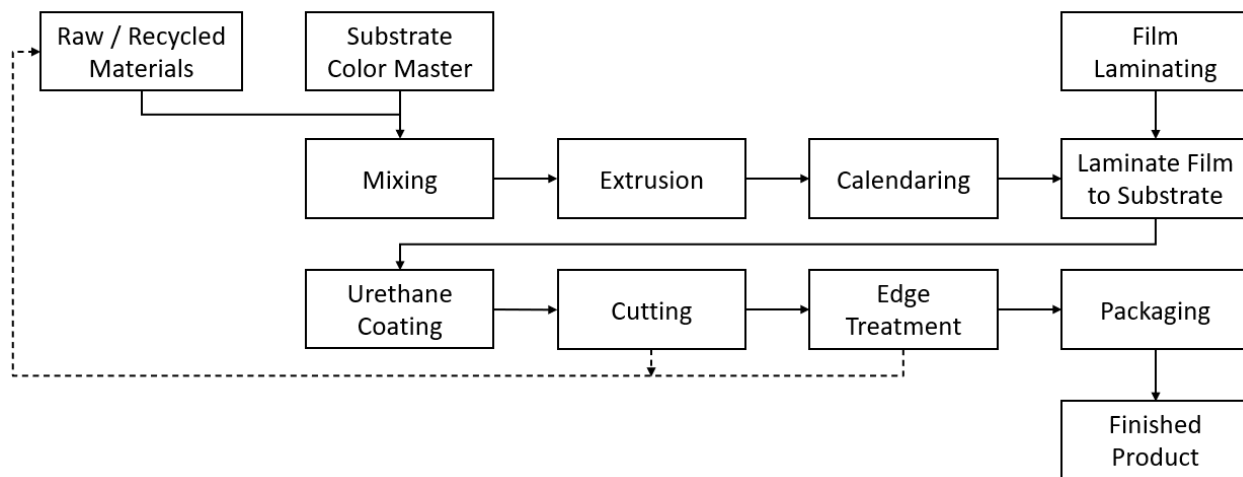 Raw / Recycled
Materials
Substrate
Color Master
Film
Laminating
Mixing
Extrusion
Calendaring
Laminate Film
to Substrate
Urethane
Coating
Cutting
Edge
Treatment
Packaging
Finished
Product